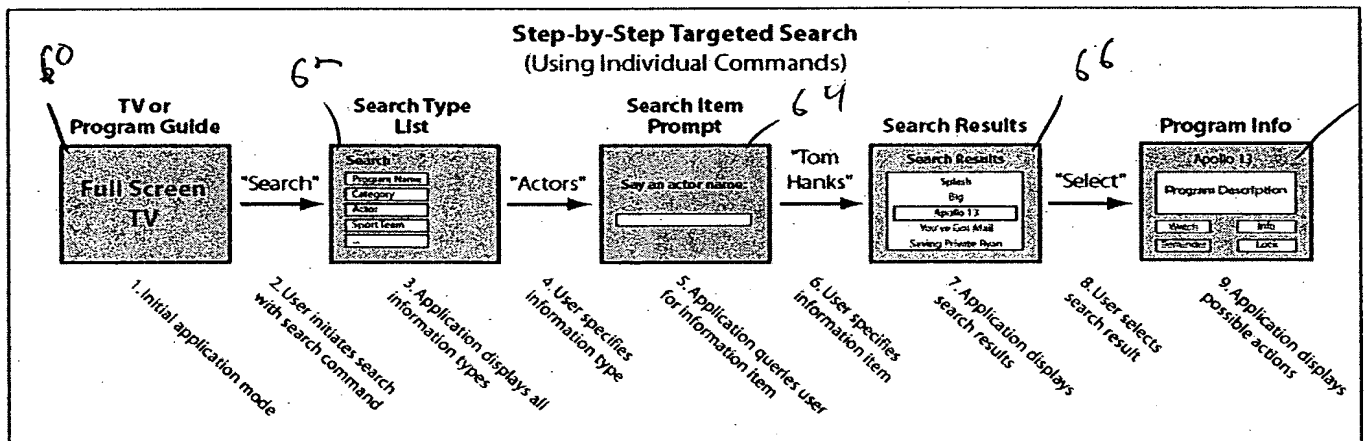 Step-by-Step Targeted Search
(Using Individual Commands)
60
62
64
66
TV or
Program Guide
Search Type
List
Search Item
Prompt
Search Results
Program Info
Full Screen
TV
"Search"
Search
Program Name
Category
Actor
Sport Team
...
"Actors"
Say an actor name:
"Tom
Hanks"
Search Results
Splash
Big
Apollo 13
You've Got Mail
Saving Private Ryan
"Select"
Apollo 13
Program Description
Watch
Info
Reminder
Lock
1. Initial application mode
2. User initiates search
with search command
3. Application displays all
information types
4. User specifies
information type
5. Application queries user
for information item
6. User specifies
information item
7. Application displays
search results
8. User selects
search result
9. Application displays
possible actions